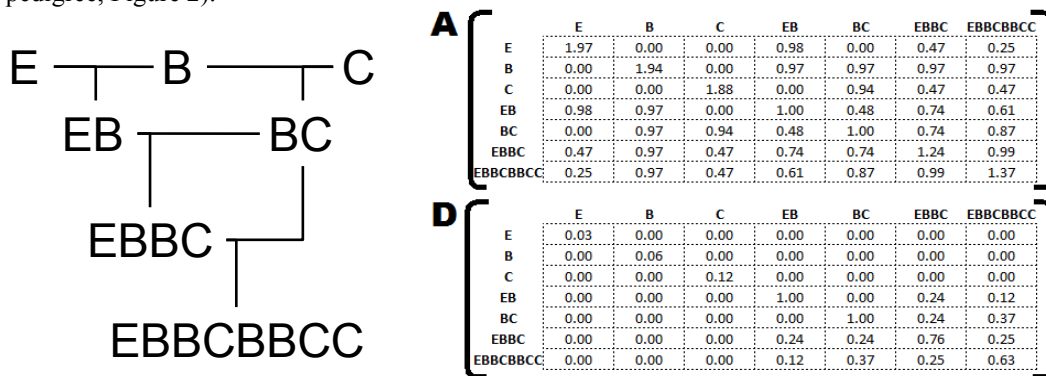 pedigree, Figure 2).
E B C
EB BC
EBBC
EBBCBBCC
A
E B C EB BC EBBC EBBCBBCC
E 1.97 0.00 0.00 0.98 0.00 0.47 0.25
B 0.00 1.94 0.00 0.97 0.97 0.97 0.97
C 0.00 0.00 1.88 0.00 0.94 0.47 0.47
EB 0.98 0.97 0.00 1.00 0.48 0.74 0.61
BC 0.00 0.97 0.94 0.48 1.00 0.74 0.87
EBBC 0.47 0.97 0.47 0.74 0.74 1.24 0.99
EBBCBBCC 0.25 0.97 0.47 0.61 0.87 0.99 1.37
D
E B C EB BC EBBC EBBCBBCC
E 0.03 0.00 0.00 0.00 0.00 0.00 0.00
B 0.00 0.06 0.00 0.00 0.00 0.00 0.00
C 0.00 0.00 0.12 0.00 0.00 0.00 0.00
EB 0.00 0.00 0.00 1.00 0.00 0.24 0.12
BC 0.00 0.00 0.00 0.00 1.00 0.24 0.37
EBBC 0.00 0.00 0.00 0.24 0.24 0.76 0.25
EBBCBBCC 0.00 0.00 0.00 0.12 0.37 0.25 0.63